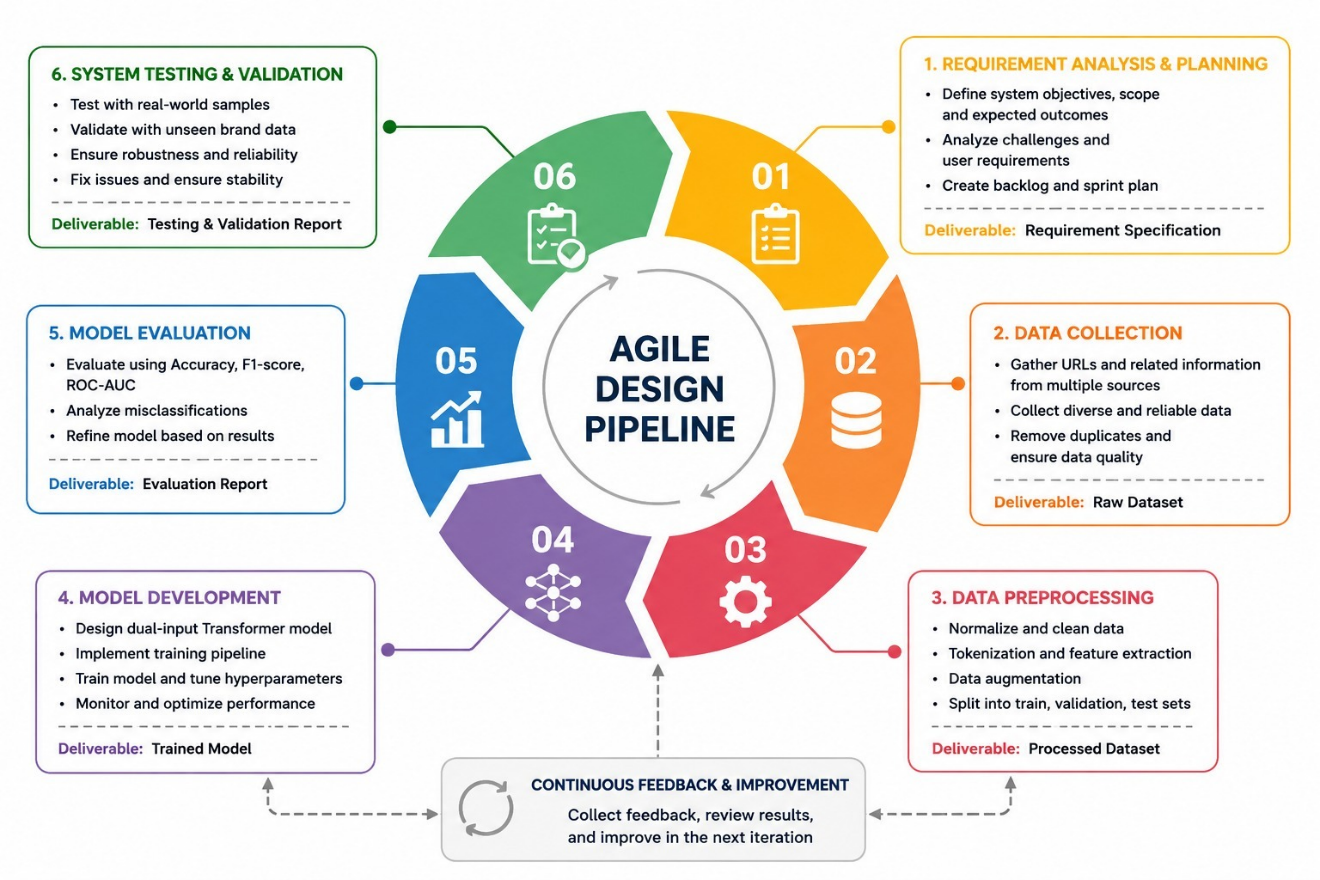 6. SYSTEM TESTING & VALIDATION
• Test with real-world samples
• Validate with unseen brand data
• Ensure robustness and reliability
• Fix issues and ensure stability
Deliverable: Testing & Validation Report
1. REQUIREMENT ANALYSIS & PLANNING
• Define system objectives, scope
and expected outcomes
• Analyze challenges and
user requirements
• Create backlog and sprint plan
Deliverable: Requirement Specification
06
01
5. MODEL EVALUATION
• Evaluate using Accuracy, F1-score,
ROC-AUC
• Analyze misclassifications
• Refine model based on results
Deliverable: Evaluation Report
05
AGILE
DESIGN
PIPELINE
02
2. DATA COLLECTION
• Gather URLs and related information
from multiple sources
• Collect diverse and reliable data
• Remove duplicates and
ensure data quality
Deliverable: Raw Dataset
04
03
4. MODEL DEVELOPMENT
• Design dual-input Transformer model
• Implement training pipeline
• Train model and tune hyperparameters
• Monitor and optimize performance
Deliverable: Trained Model
3. DATA PREPROCESSING
• Normalize and clean data
• Tokenization and feature extraction
• Data augmentation
• Split into train, validation, test sets
Deliverable: Processed Dataset
CONTINUOUS FEEDBACK & IMPROVEMENT
Collect feedback, review results,
and improve in the next iteration